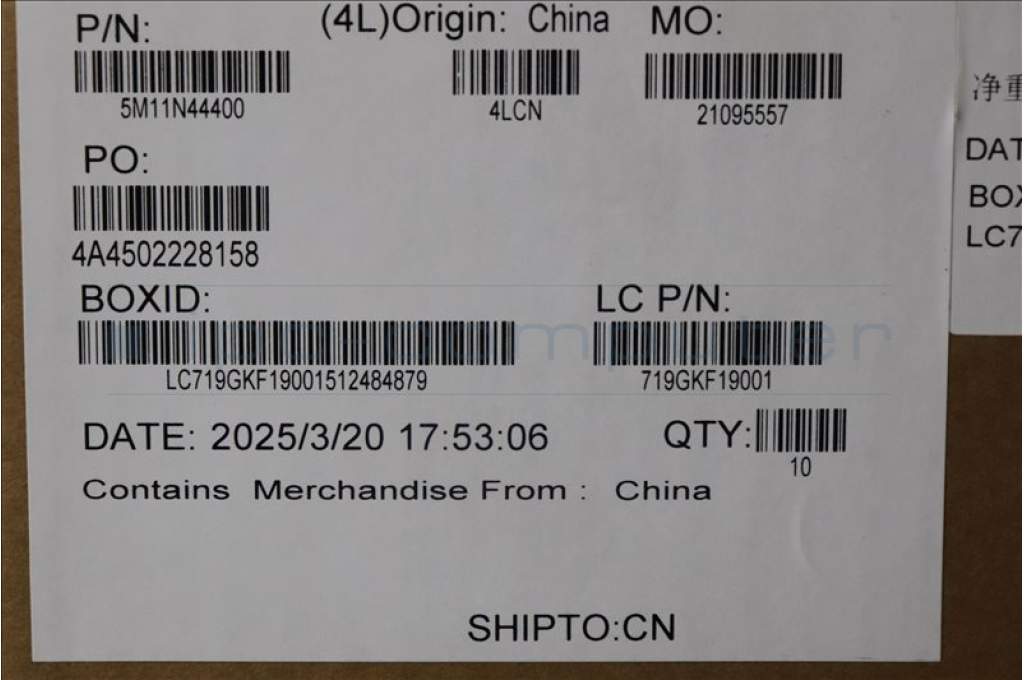 P/N:
(4L)Origin: China
MO:
5M11N44400
4LCN
21095557
PO:
4A4502228158
BOXID:
LC P/N:
LC719GKF19001512484879
719GKF19001
DATE: 2025/3/20 17:53:06
QTY:
10
Contains Merchandise From : China
SHIPTO:CN
净重
DAT
BOX
LC7